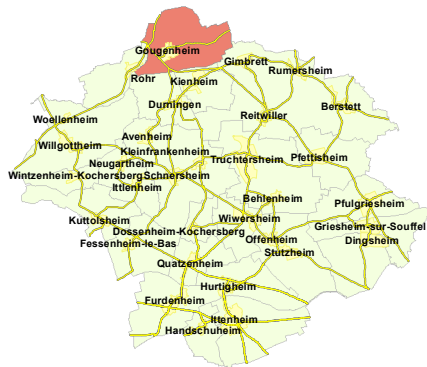 Gougenheim
Gimbrett
Rumersheim
Rohr
Kienheim
Durningen
Berstett
Reitwiller
Woellenheim
Avenheim
Willgottheim
Kleinfrankenheim
Neugartheim
Truchtersheim
Pfettisheim
Wintzenheim-Kochersberg
Schnersheim
Ittlenheim
Behlenheim
Pfulgriesheim
Kuttolsheim
Wiwersheim
Griesheim-sur-Souffel
Dossenheim-Kochersberg
Offenheim
Dingsheim
Fessenheim-le-Bas
Stutzheim
Quatzenheim
Hurtigheim
Furdenheim
Ittenheim
Handschuheim